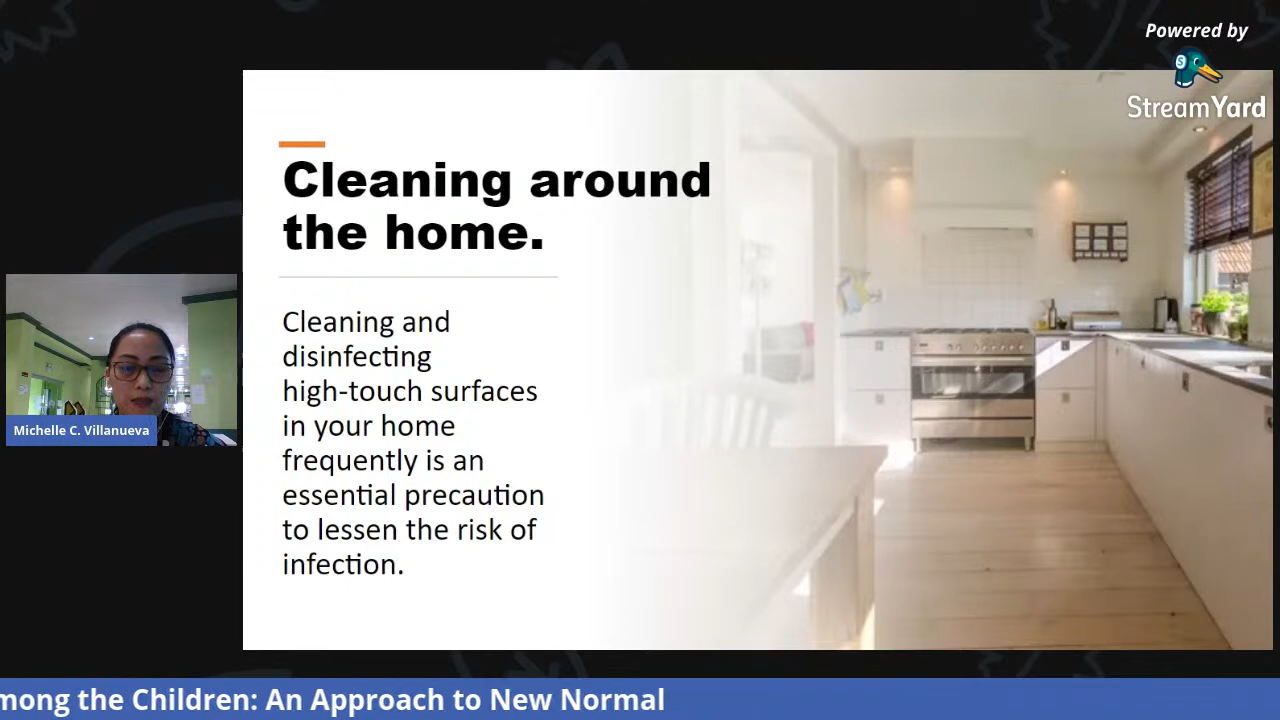 Powered by
StreamYard
Cleaning around
the home.
Cleaning and
disinfecting
high-touch surfaces
in your home
frequently is an
essential precaution
to lessen the risk of
infection.
Michelle C. Villanueva
the Children: An Approach to New Normal